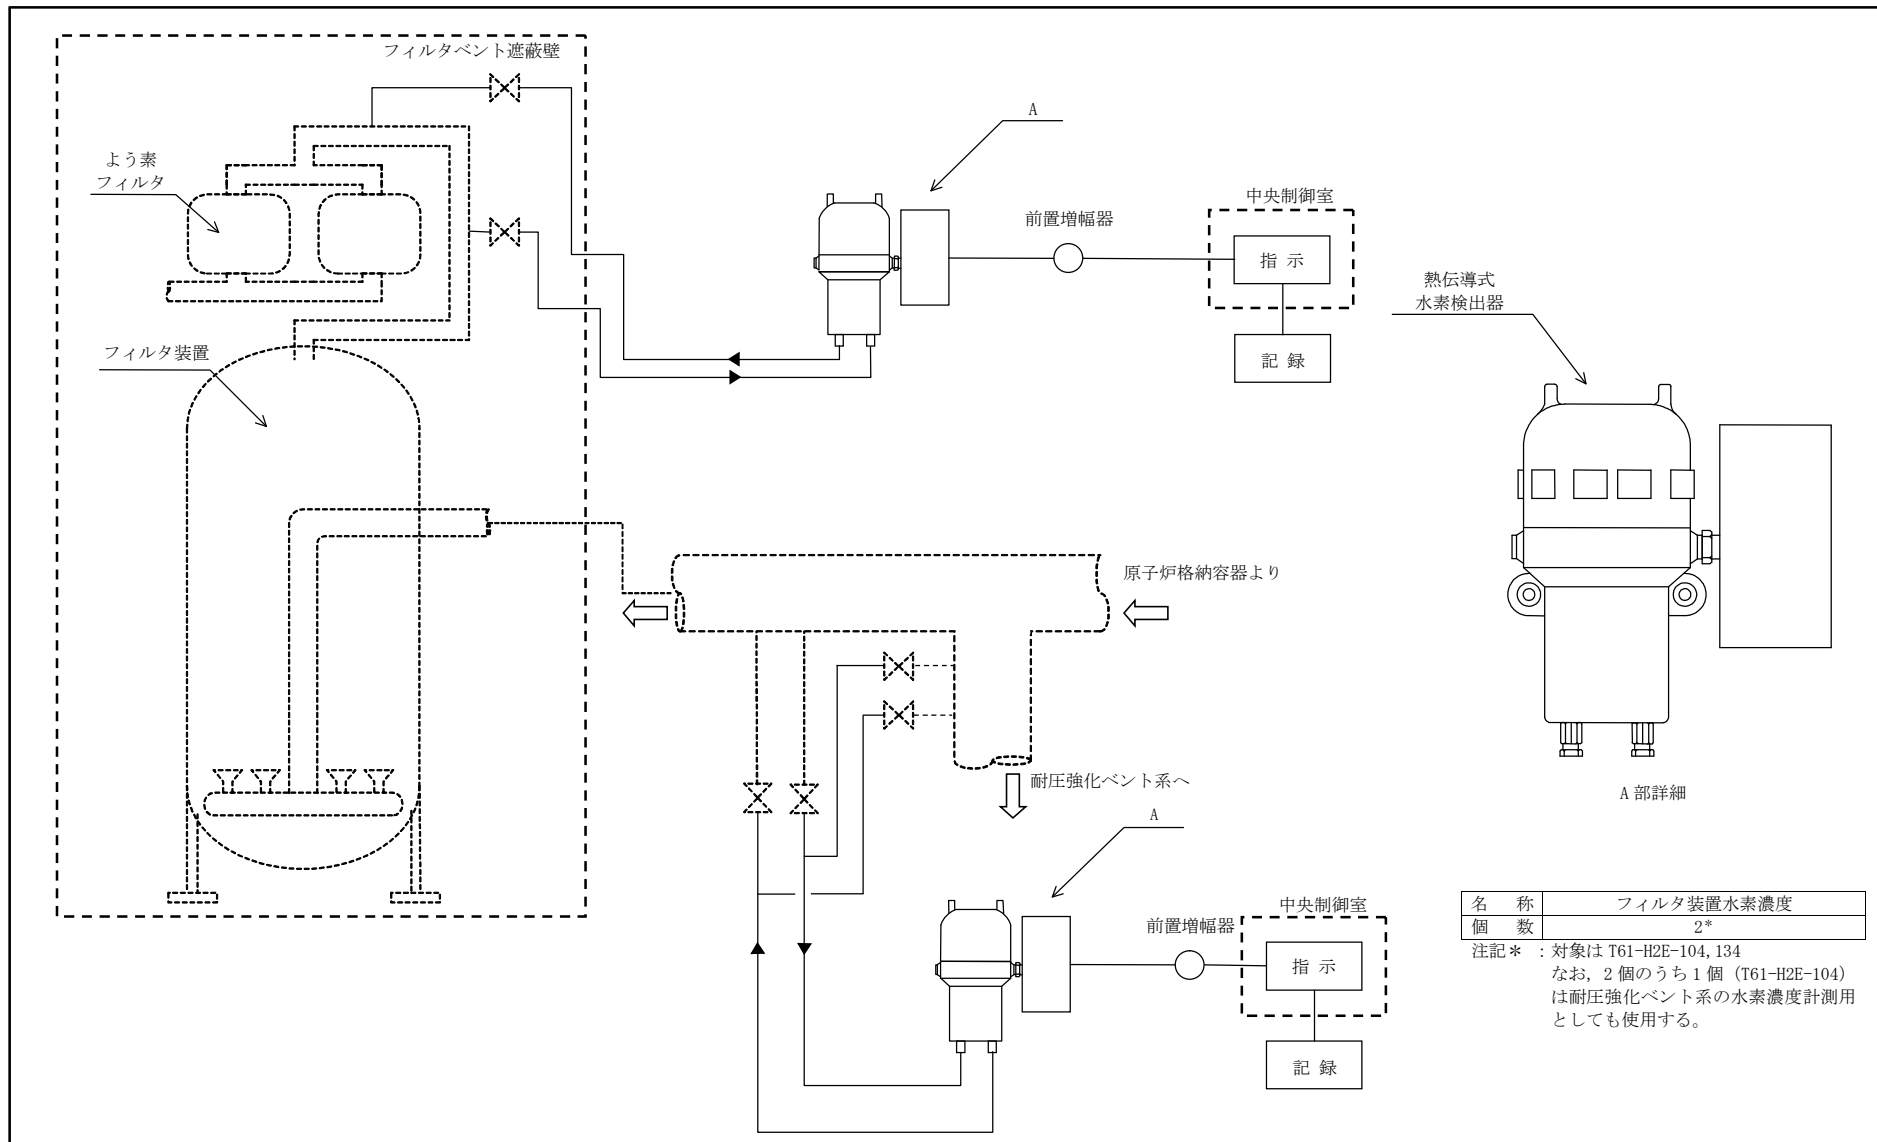 フィルタベント遮蔽壁
よう素
フィルタ
フィルタ装置
A
前置増幅器
中央制御室
指 示
記 録
熱伝導式
水素検出器
原子炉格納容器より
耐圧強化ベント系へ
A
前置増幅器
中央制御室
指 示
記 録
A 部詳細
名 称 フィルタ装置水素濃度
個 数 2*
注記＊ ：対象は T61-H2E-104, 134
なお，2 個のうち 1 個（T61-H2E-104）
は耐圧強化ベント系の水素濃度計測用
としても使用する。